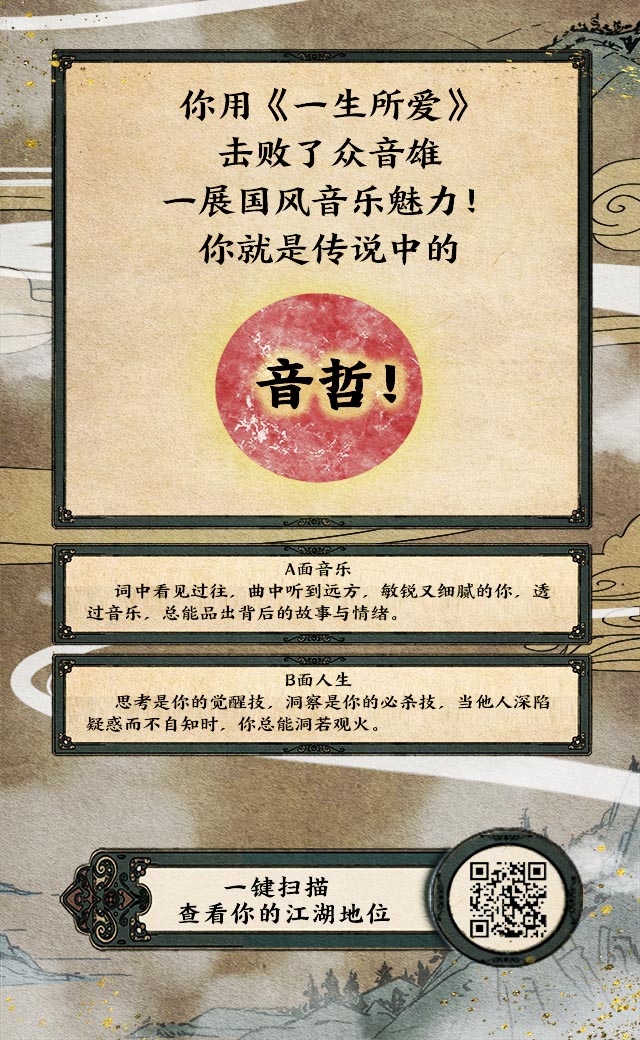 你用《一生所爱》
击败了众音雄
一展国风音乐魅力！
你就是传说中的
音哲！
A面音乐
词中看见过往，曲中听到远方，敏锐又细腻的你，透
过音乐，总能品出背后的故事与情绪。
B面人生
思考是你的觉醒技，洞察是你的必杀技，当他人深陷
疑惑而不自知时，你总能洞若观火。
一键扫描
查看你的江湖地位